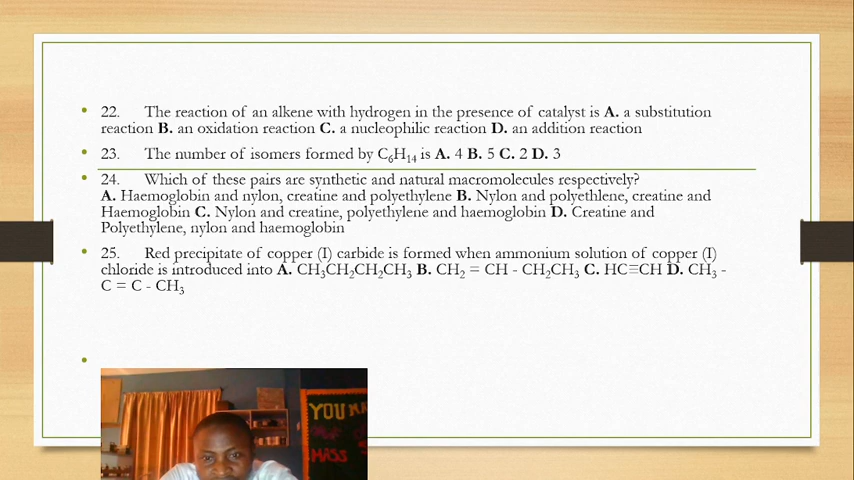 22. The reaction of an alkene with hydrogen in the presence of catalyst is A. a substitution
reaction B. an oxidation reaction C. a nucleophilic reaction D. an addition reaction
23. The number of isomers formed by C₆H₁₄ is A. 4 B. 5 C. 2 D. 3
24. Which of these pairs are synthetic and natural macromolecules respectively?
A. Haemoglobin and nylon, creatine and polyethylene B. Nylon and polyethlene, creatine and
Haemoglobin C. Nylon and creatine, polyethylene and haemoglobin D. Creatine and
Polyethylene, nylon and haemoglobin
25. Red precipitate of copper (I) carbide is formed when ammonium solution of copper (I)
chloride is introduced into A. CH₃CH₂CH₂CH₃ B. CH₂ = CH - CH₂CH₃ C. HC≡CH D. CH₃ -
C = C - CH₃
YOU
MASS